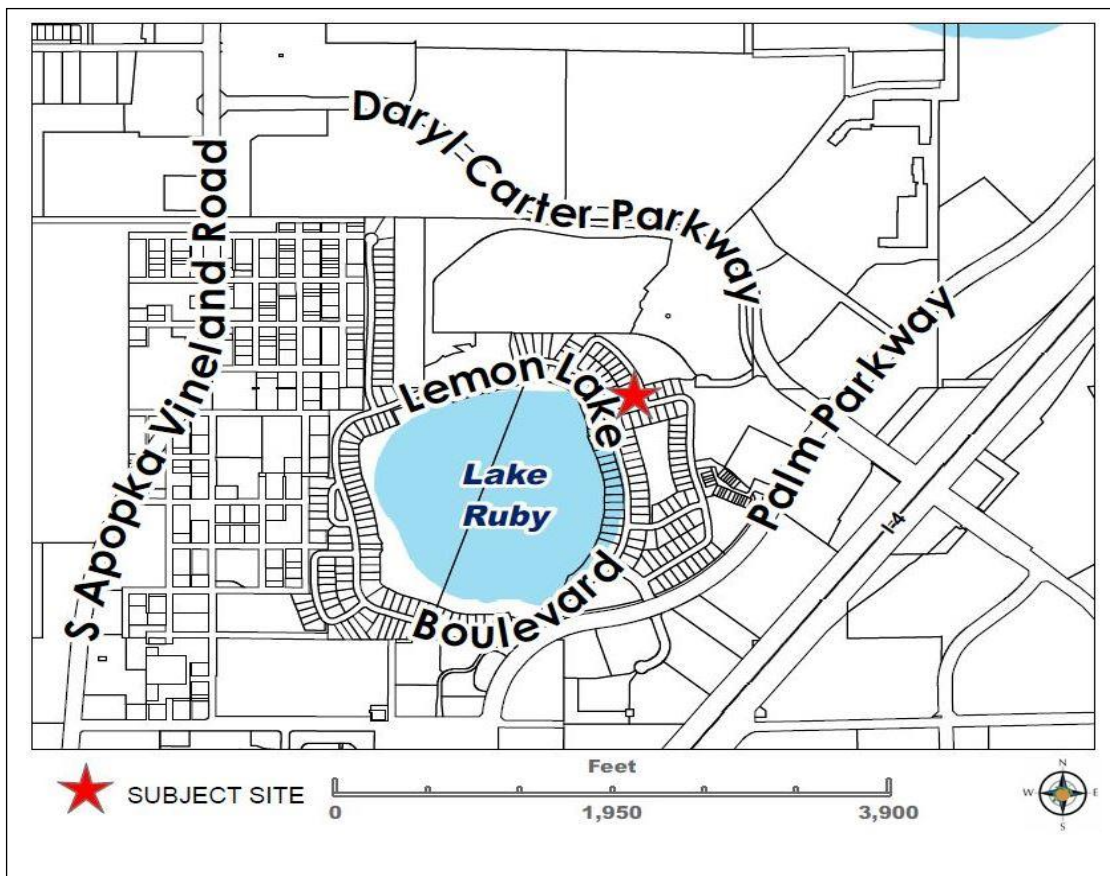 Daryl Carter Parkway
S Apopka Vineland Road
Lemon Lake
Boulevard
Palm Parkway
Lake
Ruby
I-4
SUBJECT SITE
Feet
0 1,950 3,900
N
W E
S